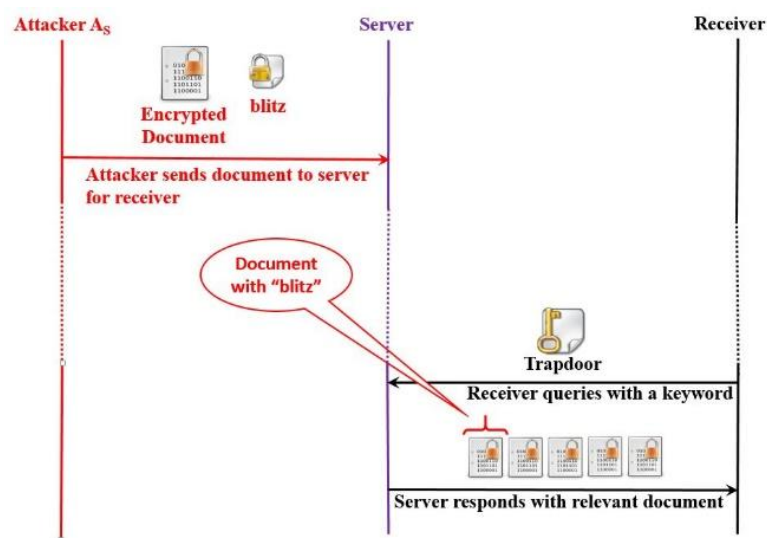 Attacker AS
Server
Receiver
Encrypted
Document
blitz
Attacker sends document to server
for receiver
Document
with “blitz”
Trapdoor
Receiver queries with a keyword
Server responds with relevant document